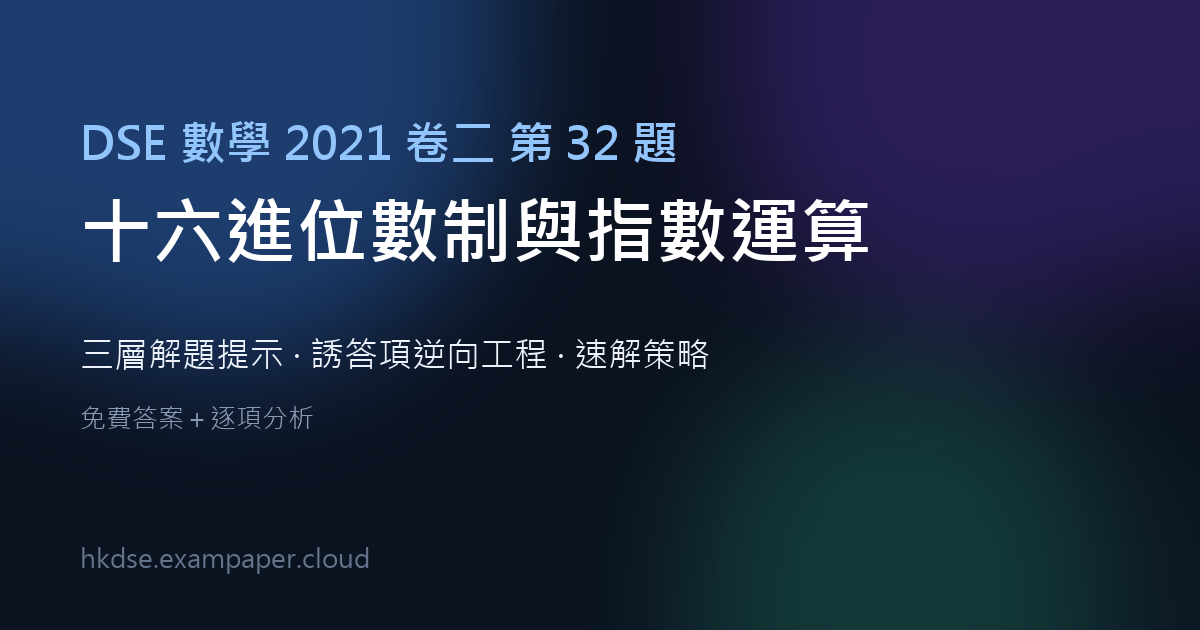 DSE 數學 2021 卷二 第 32 題
十六進位數制與指數運算
三層解題提示 · 誘答項逆向工程 · 速解策略
免費答案 + 逐項分析
hkdse.exampaper.cloud